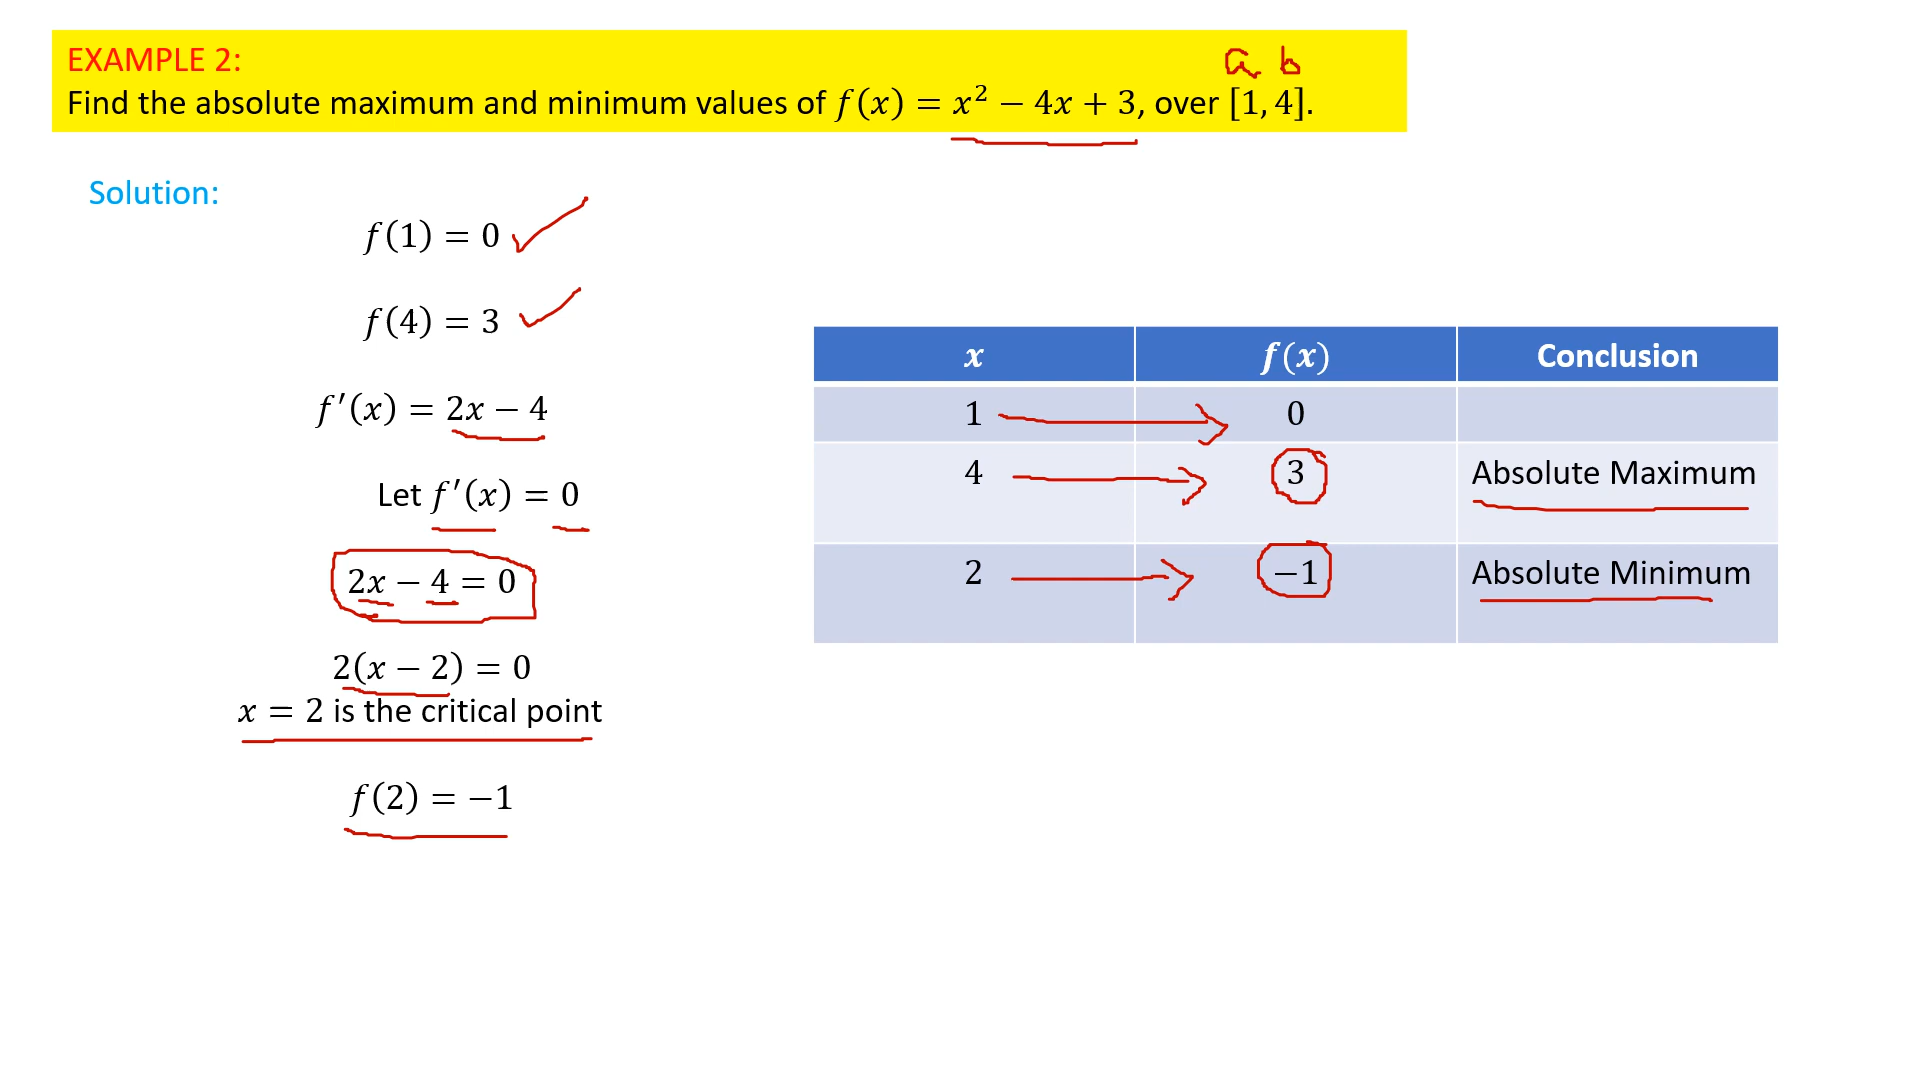 a b
EXAMPLE 2:
Find the absolute maximum and minimum values of f(x) = x² − 4x + 3, over [1, 4].
Solution:
f(1) = 0
f(4) = 3
f′(x) = 2x − 4
Let f′(x) = 0
2x − 4 = 0
2(x − 2) = 0
x = 2 is the critical point
f(2) = −1
x f(x) Conclusion
1 0
4 3 Absolute Maximum
2 −1 Absolute Minimum